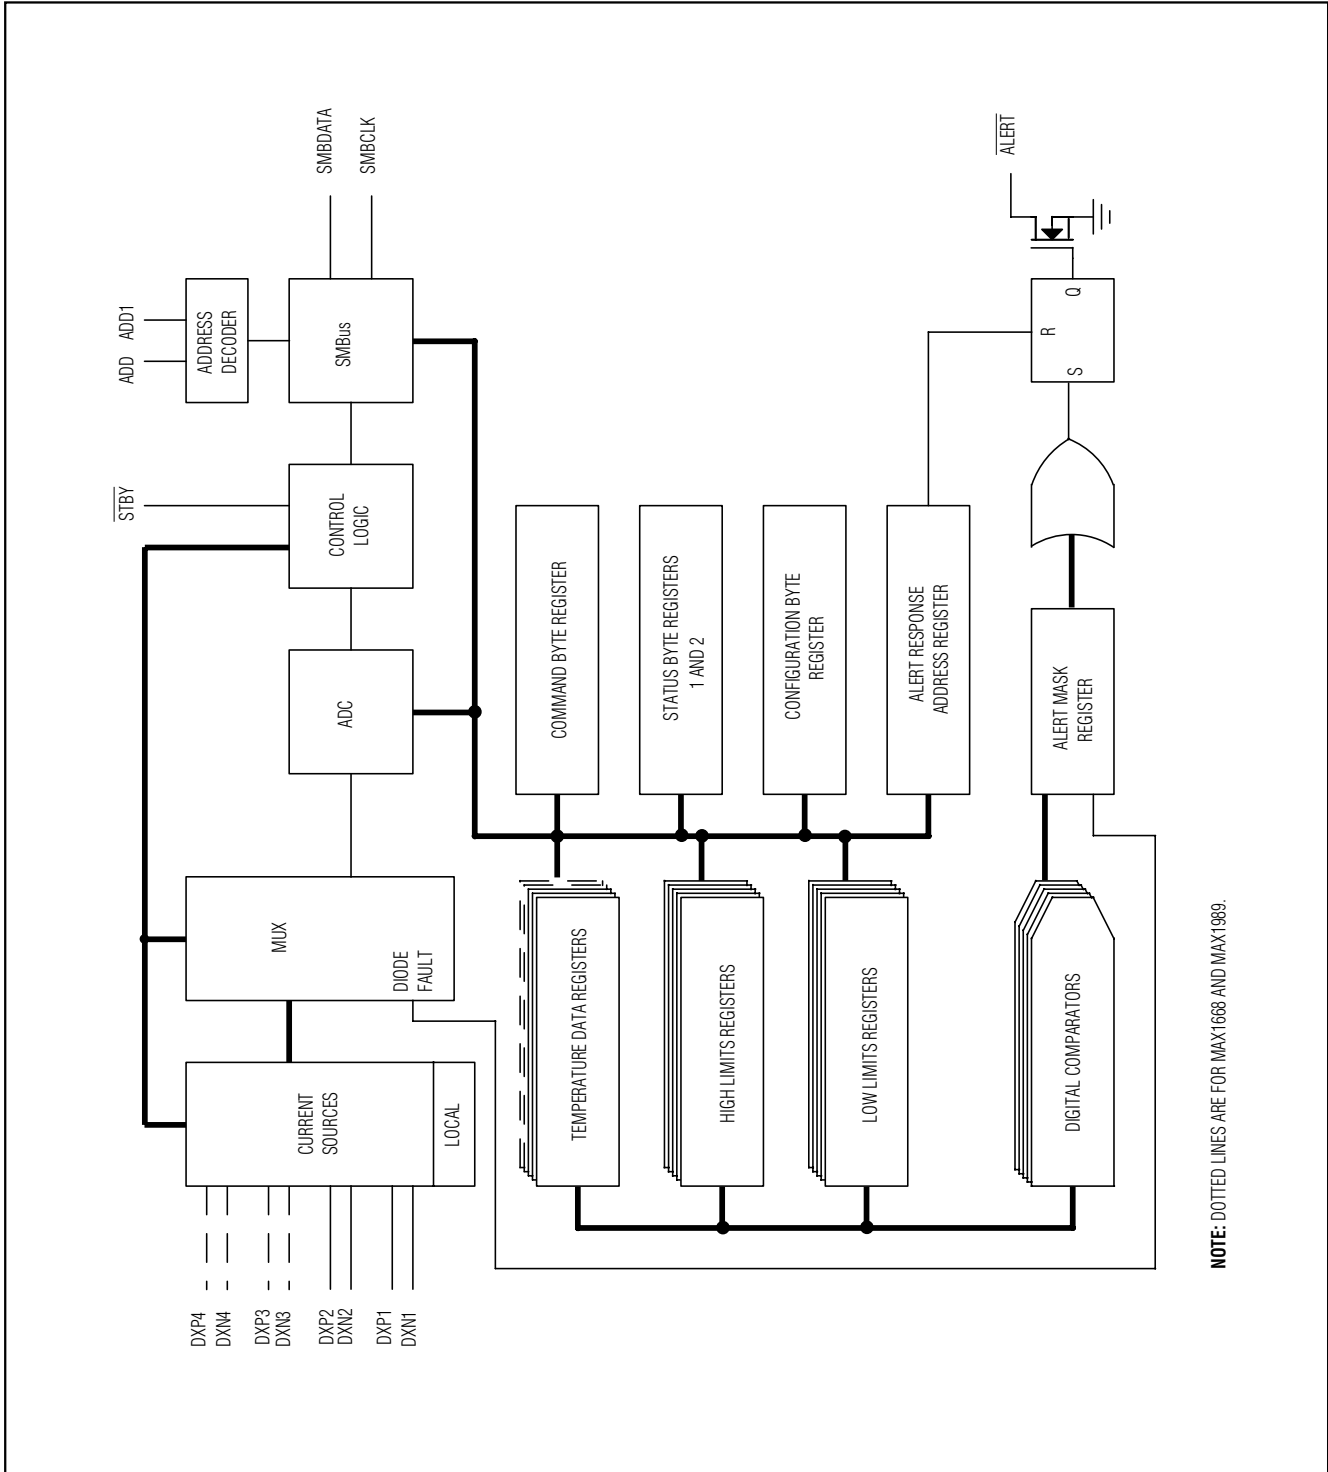 DXP4
DXN4
DXP3
DXN3
DXP2
DXN2
DXP1
DXN1
CURRENT
SOURCES
LOCAL
MUX
DIODE
FAULT
ADC
STBY
CONTROL
LOGIC
ADD
ADD1
ADDRESS
DECODER
SMBus
SMBDATA
SMBCLK
COMMAND BYTE REGISTER
STATUS BYTE REGISTERS
1 AND 2
CONFIGURATION BYTE
REGISTER
ALERT RESPONSE
ADDRESS REGISTER
TEMPERATURE DATA REGISTERS
HIGH LIMITS REGISTERS
LOW LIMITS REGISTERS
DIGITAL COMPARATORS
ALERT MASK
REGISTER
S
R
Q
ALERT
NOTE: DOTTED LINES ARE FOR MAX1668 AND MAX1989.